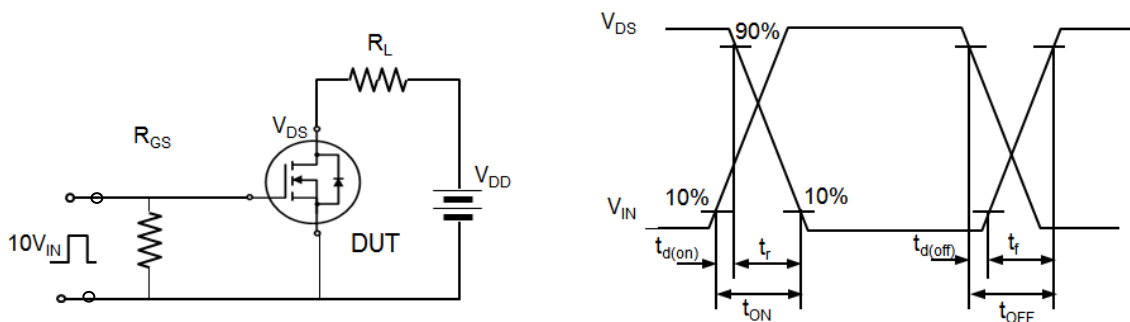 R_L
V_DS
R_GS
V_DD
10V_IN
DUT
V_DS
90%
V_IN
10%
10%
t_d(on)
t_r
t_d(off)
t_f
t_ON
t_OFF